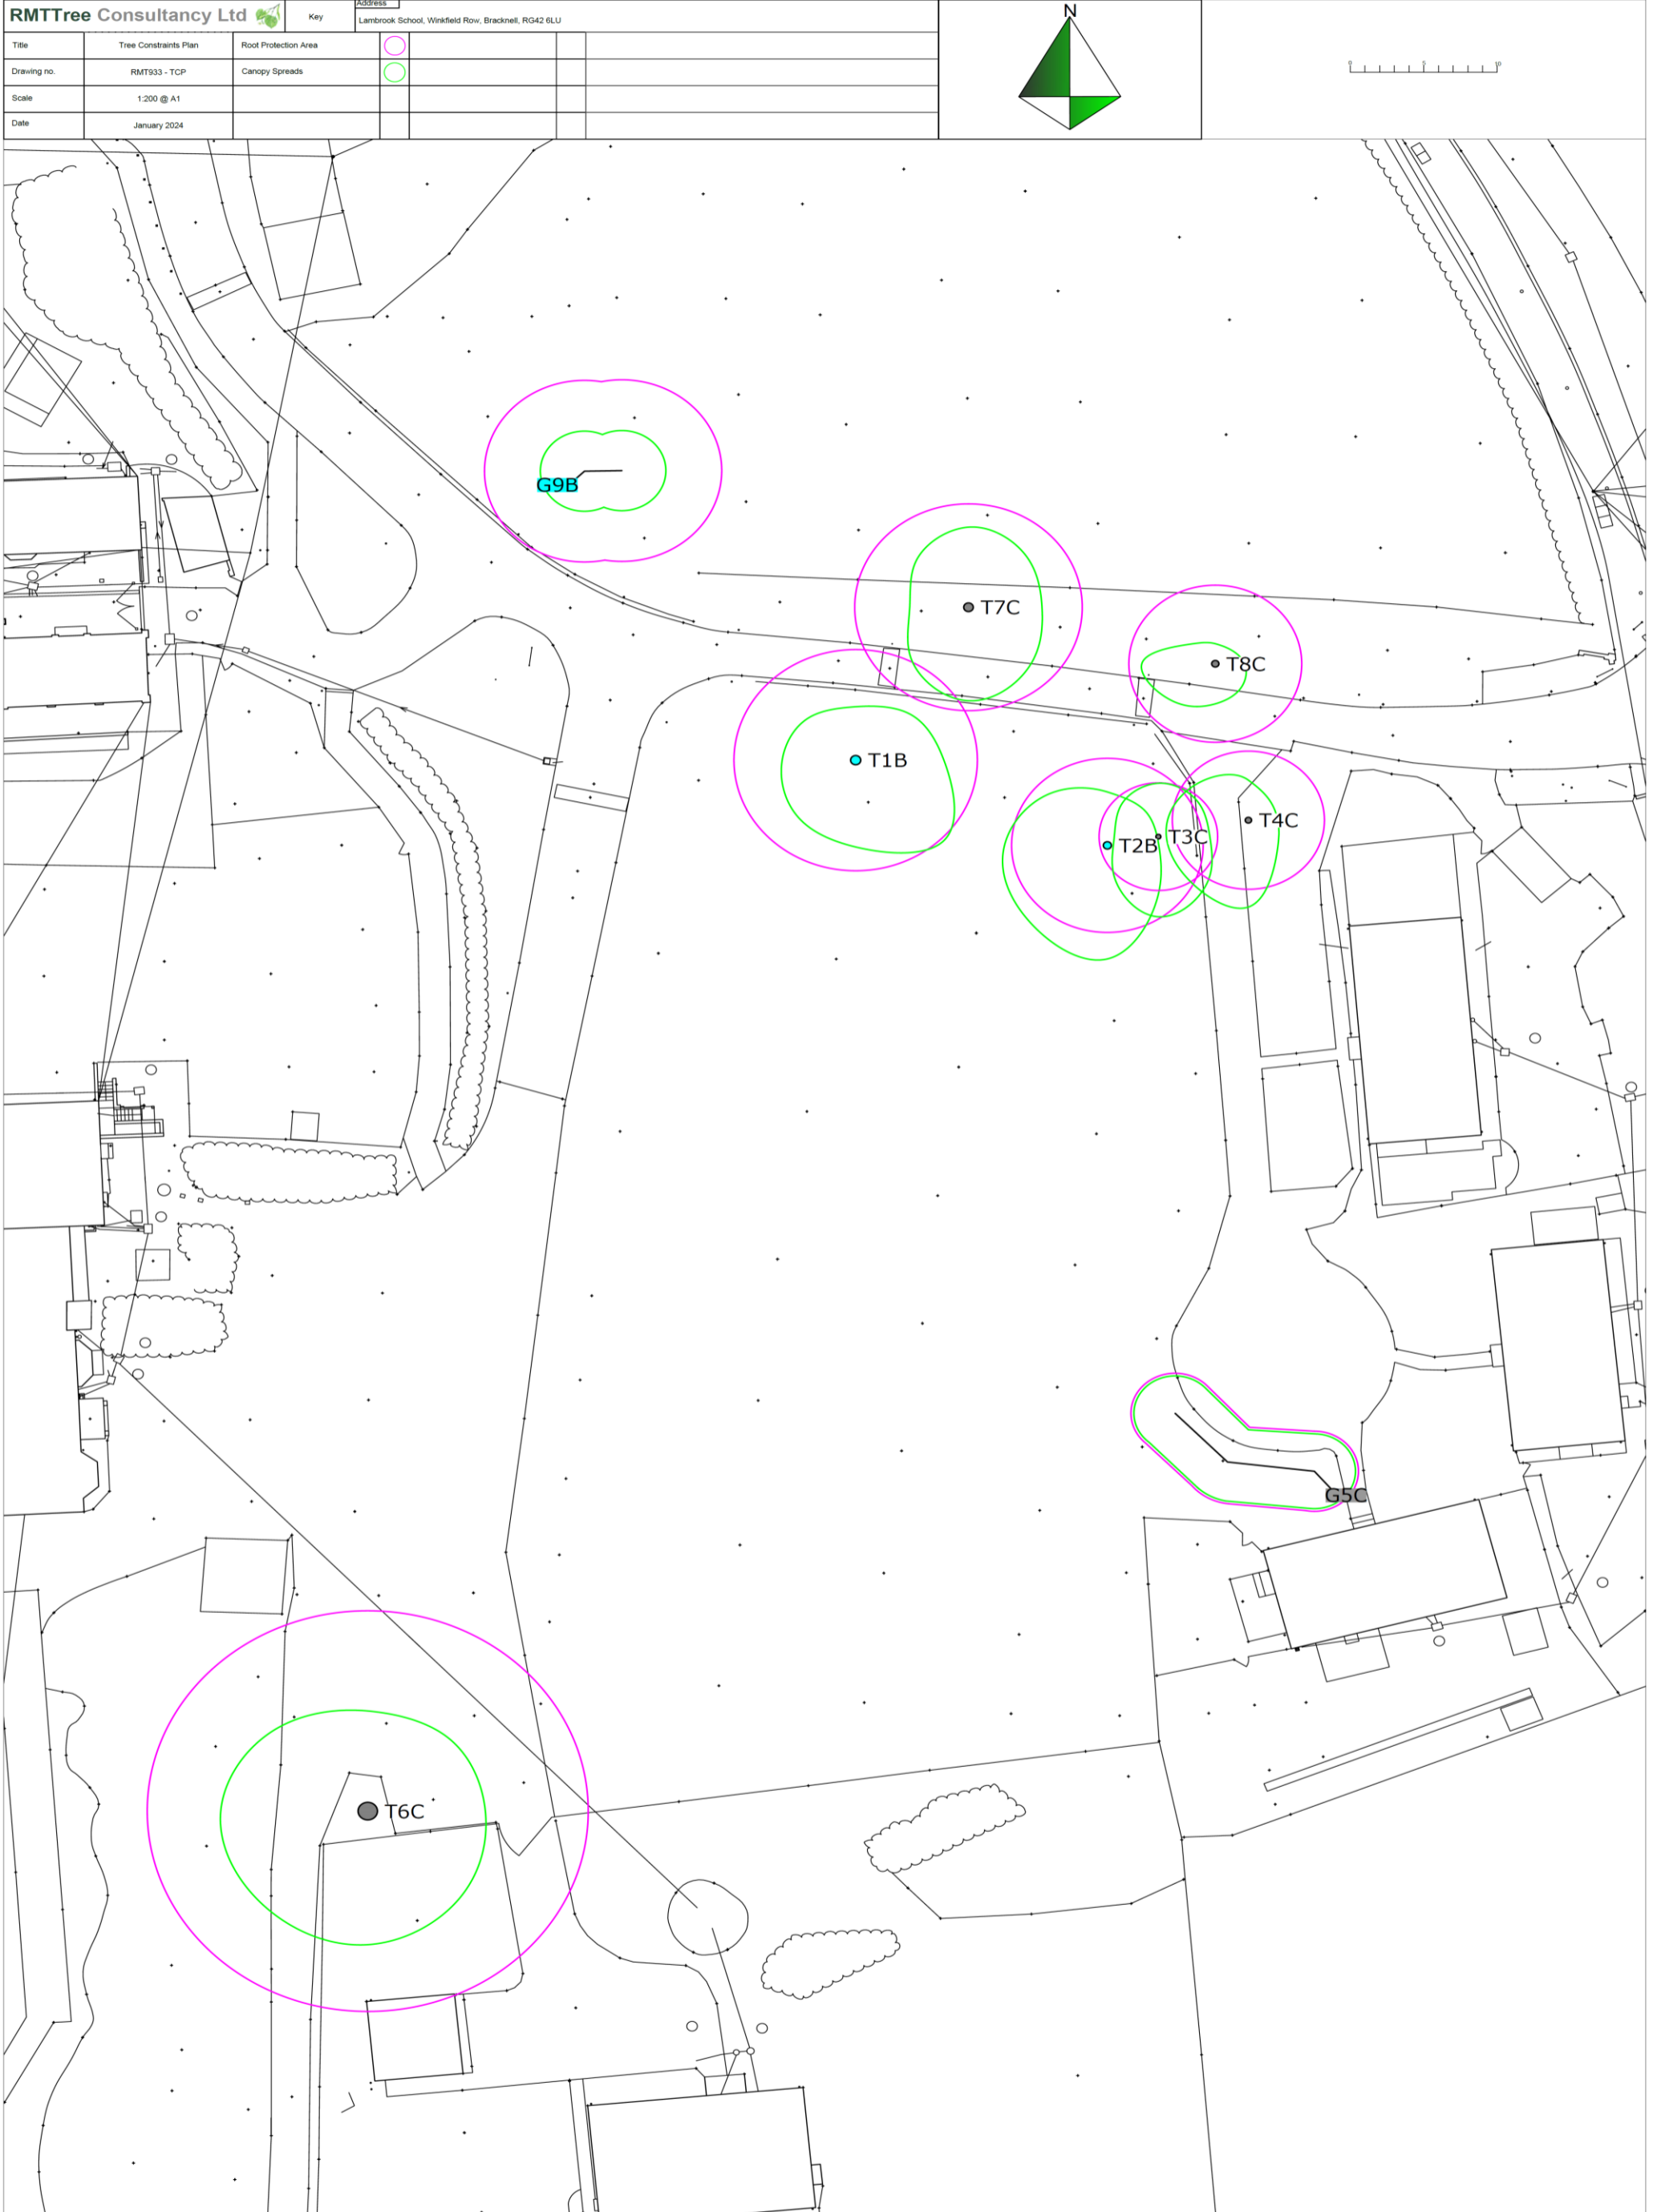 RMTTree Consultancy Ltd
Key
Address
Lambrook School, Winkfield Row, Bracknell, RG42 6LU
Title
Tree Constraints Plan
Root Protection Area
Drawing no.
RMT933 - TCP
Canopy Spreads
Scale
1:200 @ A1
Date
January 2024
N
0 5 10
G9B
T7C
T8C
T1B
T4C
T3C
T2B
G5C
T6C